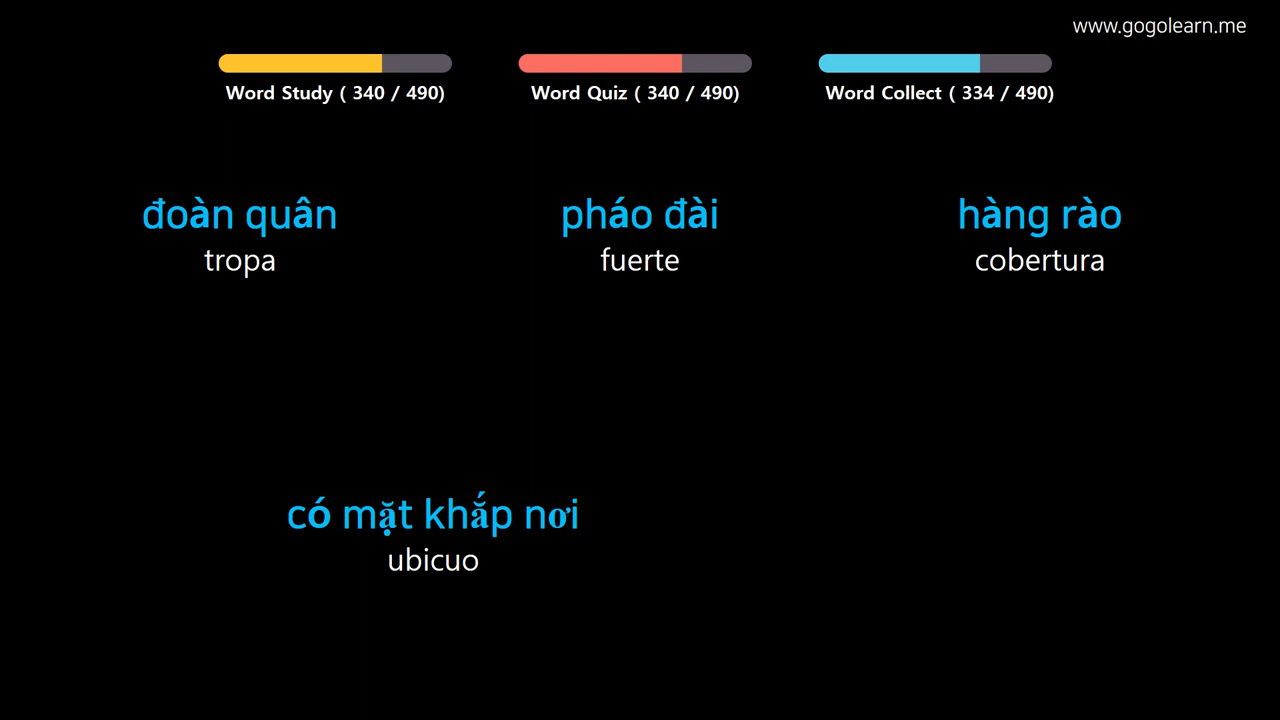 www.gogolearn.me
Word Study ( 340 / 490)
Word Quiz ( 340 / 490)
Word Collect ( 334 / 490)
đoàn quân
tropa
pháo đài
fuerte
hàng rào
cobertura
có mặt khắp nơi
ubicuo